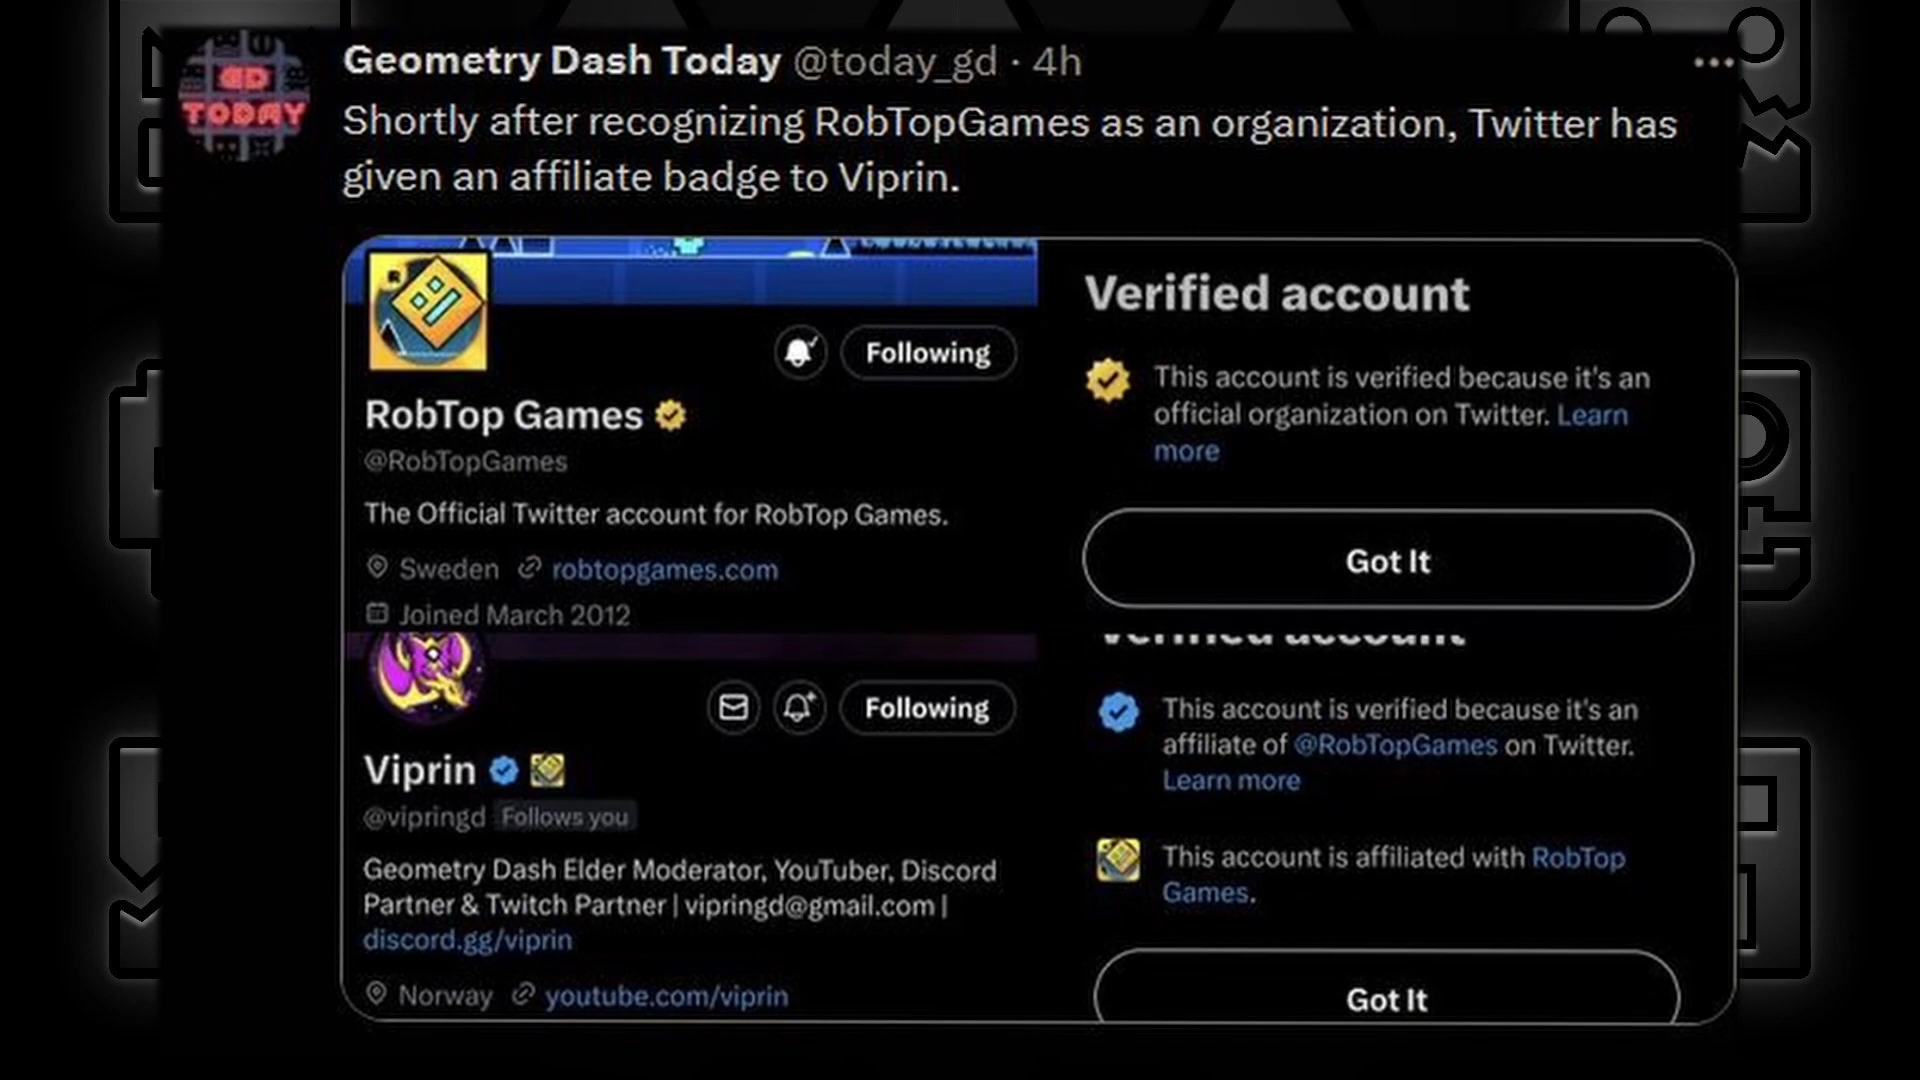 GD
TODAY
Geometry Dash Today @today_gd · 4h
Shortly after recognizing RobTopGames as an organization, Twitter has
given an affiliate badge to Viprin.
Following
RobTop Games
@RobTopGames
The Official Twitter account for RobTop Games.
Sweden robtopgames.com
Joined March 2012
Verified account
This account is verified because it's an
official organization on Twitter. Learn
more
Got It
Following
Viprin
@vipringd Follows you
Geometry Dash Elder Moderator, YouTuber, Discord
Partner & Twitch Partner | vipringd@gmail.com |
discord.gg/viprin
Norway youtube.com/viprin
Verified account
This account is verified because it's an
affiliate of @RobTopGames on Twitter.
Learn more
This account is affiliated with RobTop
Games.
Got It